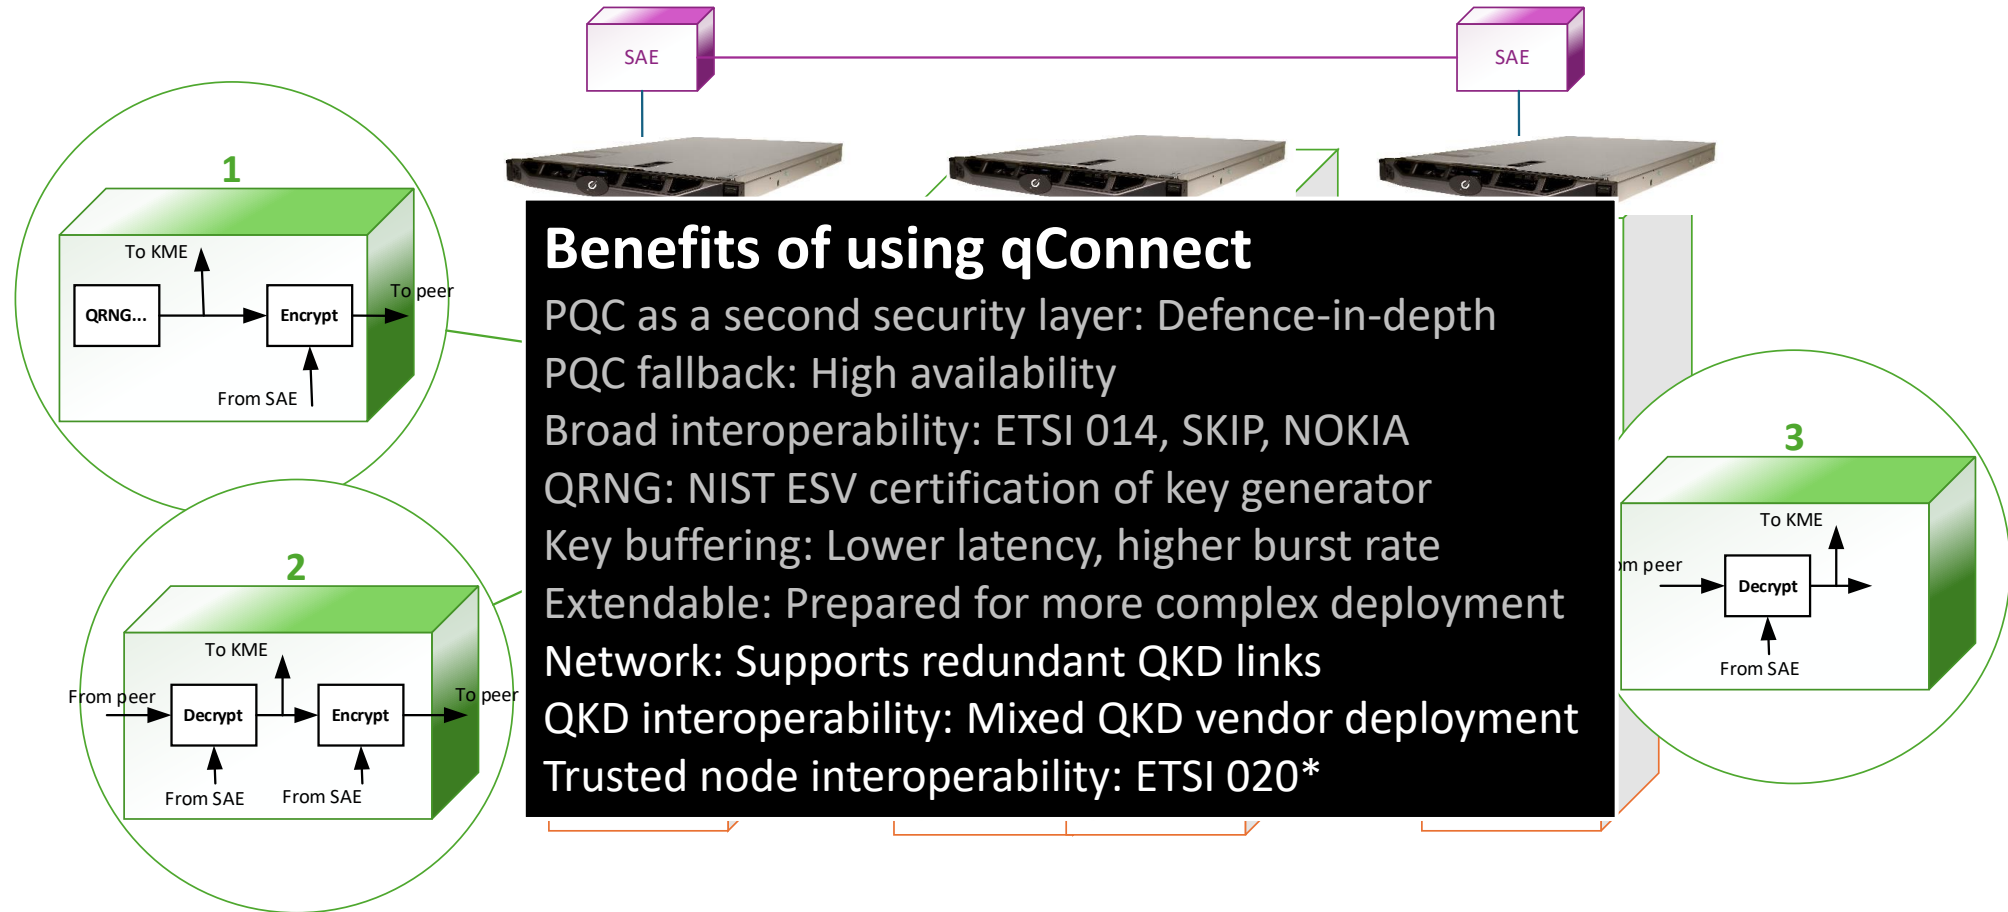 SAE
SAE
1
To KME
QRNG...
Encrypt
To peer
From SAE
2
To KME
From peer
Decrypt
Encrypt
To peer
From SAE
From SAE
Benefits of using qConnect
PQC as a second security layer: Defence-in-depth
PQC fallback: High availability
Broad interoperability: ETSI 014, SKIP, NOKIA
QRNG: NIST ESV certification of key generator
Key buffering: Lower latency, higher burst rate
Extendable: Prepared for more complex deployment
Network: Supports redundant QKD links
QKD interoperability: Mixed QKD vendor deployment
Trusted node interoperability: ETSI 020*
3
To KME
om peer
Decrypt
From SAE